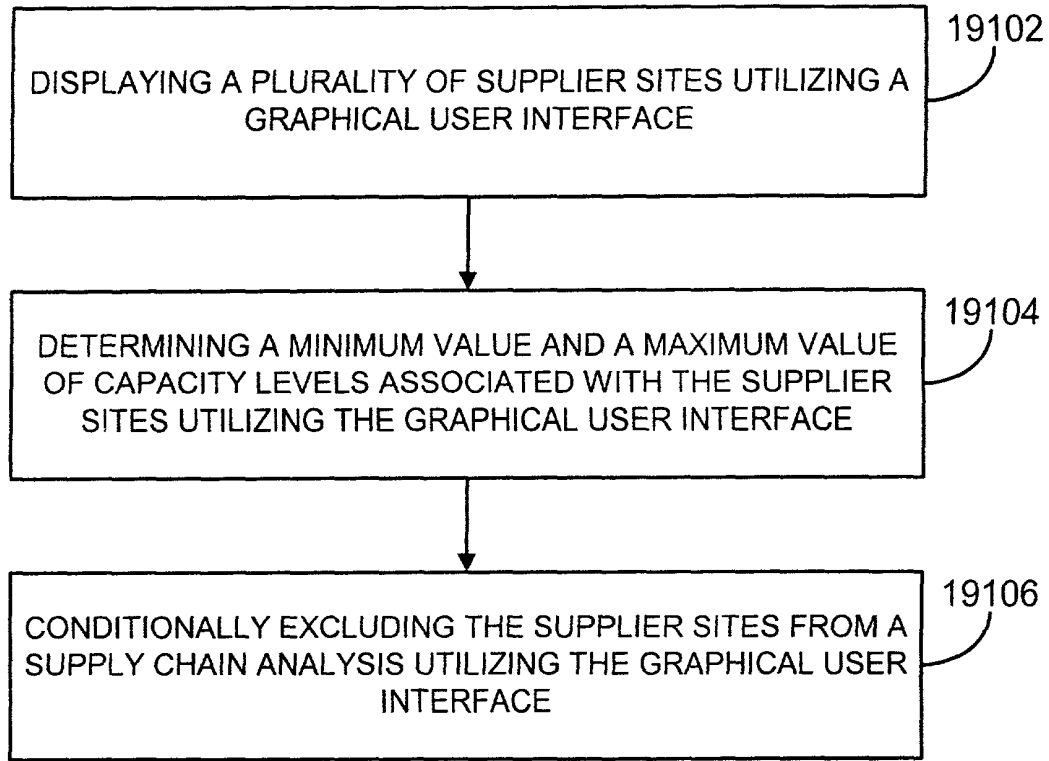 19102
DISPLAYING A PLURALITY OF SUPPLIER SITES UTILIZING A
GRAPHICAL USER INTERFACE
19104
DETERMINING A MINIMUM VALUE AND A MAXIMUM VALUE
OF CAPACITY LEVELS ASSOCIATED WITH THE SUPPLIER
SITES UTILIZING THE GRAPHICAL USER INTERFACE
19106
CONDITIONALLY EXCLUDING THE SUPPLIER SITES FROM A
SUPPLY CHAIN ANALYSIS UTILIZING THE GRAPHICAL USER
INTERFACE